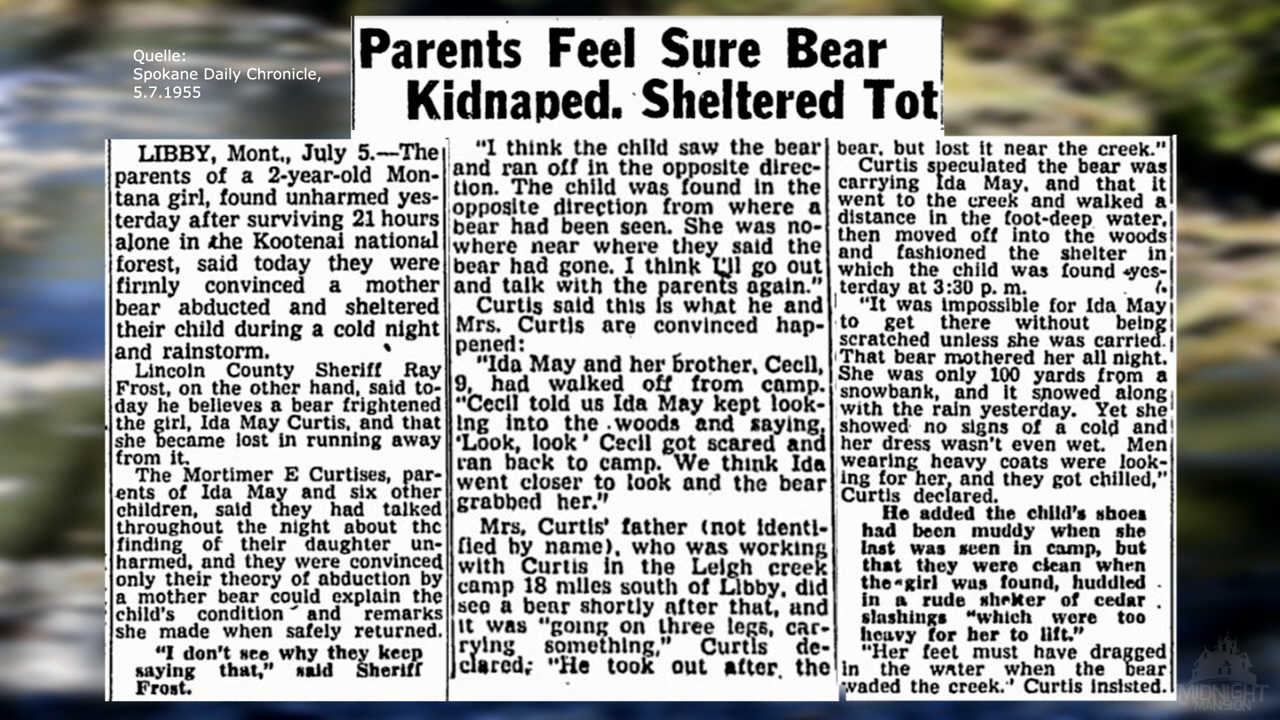 Quelle:
Spokane Daily Chronicle,
5.7.1955
Parents Feel Sure Bear
Kidnaped. Sheltered Tot
LIBBY, Mont., July 5.—The
parents of a 2-year-old Mon-
tana girl, found unharmed yes-
terday after surviving 21 hours
alone in the Kootenai national
forest, said today they were
firmly convinced a mother
bear abducted and sheltered
their child during a cold night
and rainstorm.
Lincoln County Sheriff Ray
Frost, on the other hand, said to-
day he believes a bear frightened
the girl, Ida May Curtis, and that
she became lost in running away
from it.
The Mortimer E Curtises, par-
ents of Ida May and six other
children, said they had talked
throughout the night about the
finding of their daughter un-
harmed, and they were convinced
only their theory of abduction by
a mother bear could explain the
child's condition and remarks
she made when safely returned.
"I don't see why they keep
saying that," said Sheriff
Frost.
"I think the child saw the bear
and ran off in the opposite direc-
tion. The child was found in the
opposite direction from where a
bear had been seen. She was no-
where near where they said the
bear had gone. I think I'll go out
and talk with the parents again."
Curtis said this is what he and
Mrs. Curtis are convinced hap-
pened:
"Ida May and her brother, Cecil,
9, had walked off from camp.
"Cecil told us Ida May kept look-
ing into the woods and saying,
'Look, look' Cecil got scared and
ran back to camp. We think Ida
went closer to look and the bear
grabbed her."
Mrs, Curtis' father (not identi-
fied by name), who was working
with Curtis in the Leigh creek
camp 18 miles south of Libby, did
see a bear shortly after that, and
it was "going on three legs, car-
rying something," Curtis de-
clared; "He took out after the
bear, but lost it near the creek."
Curtis speculated the bear was
carrying Ida May, and that it
went to the creek and walked a
distance in the foot-deep water,
then moved off into the woods
and fashioned the shelter in
which the child was found yes-
terday at 3:30 p. m.
"It was impossible for Ida May
to get there without being
scratched unless she was carried.
That bear mothered her all night.
She was only 100 yards from a
snowbank, and it snowed along
with the rain yesterday. Yet she
showed no signs of a cold and
her dress wasn't even wet. Men
wearing heavy coats were look-
ing for her, and they got chilled,"
Curtis declared.
He added the child's shoes
had been muddy when she
last was seen in camp, but
that they were clean when
the girl was found, huddled
in a rude shelter of cedar
slashings "which were too
heavy for her to lift."
"Her feet must have dragged
in the water when the bear
waded the creek.' Curtis insisted.
MIDNIGHT
MANSION